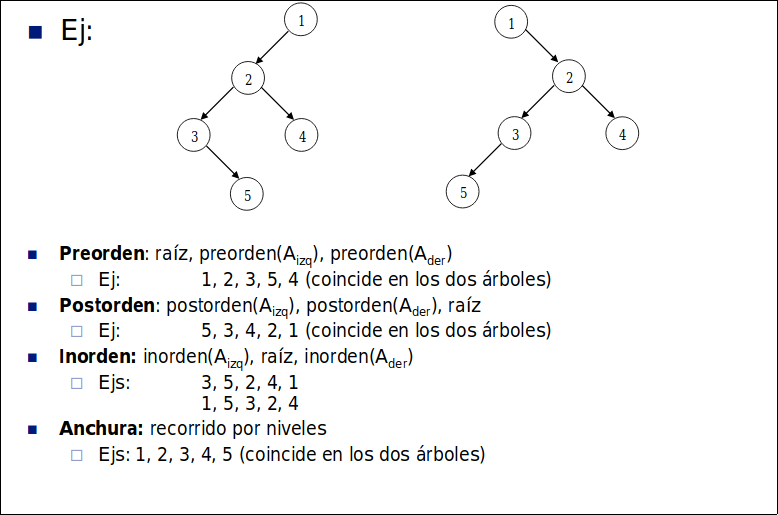 Ej:
1
1
2
2
3
4
3
4
5
5
Preorden: raíz, preorden(Aizq), preorden(Ader)
Ej: 1, 2, 3, 5, 4 (coincide en los dos árboles)
Postorden: postorden(Aizq), postorden(Ader), raíz
Ej: 5, 3, 4, 2, 1 (coincide en los dos árboles)
Inorden: inorden(Aizq), raíz, inorden(Ader)
Ejs: 3, 5, 2, 4, 1
1, 5, 3, 2, 4
Anchura: recorrido por niveles
Ejs: 1, 2, 3, 4, 5 (coincide en los dos árboles)